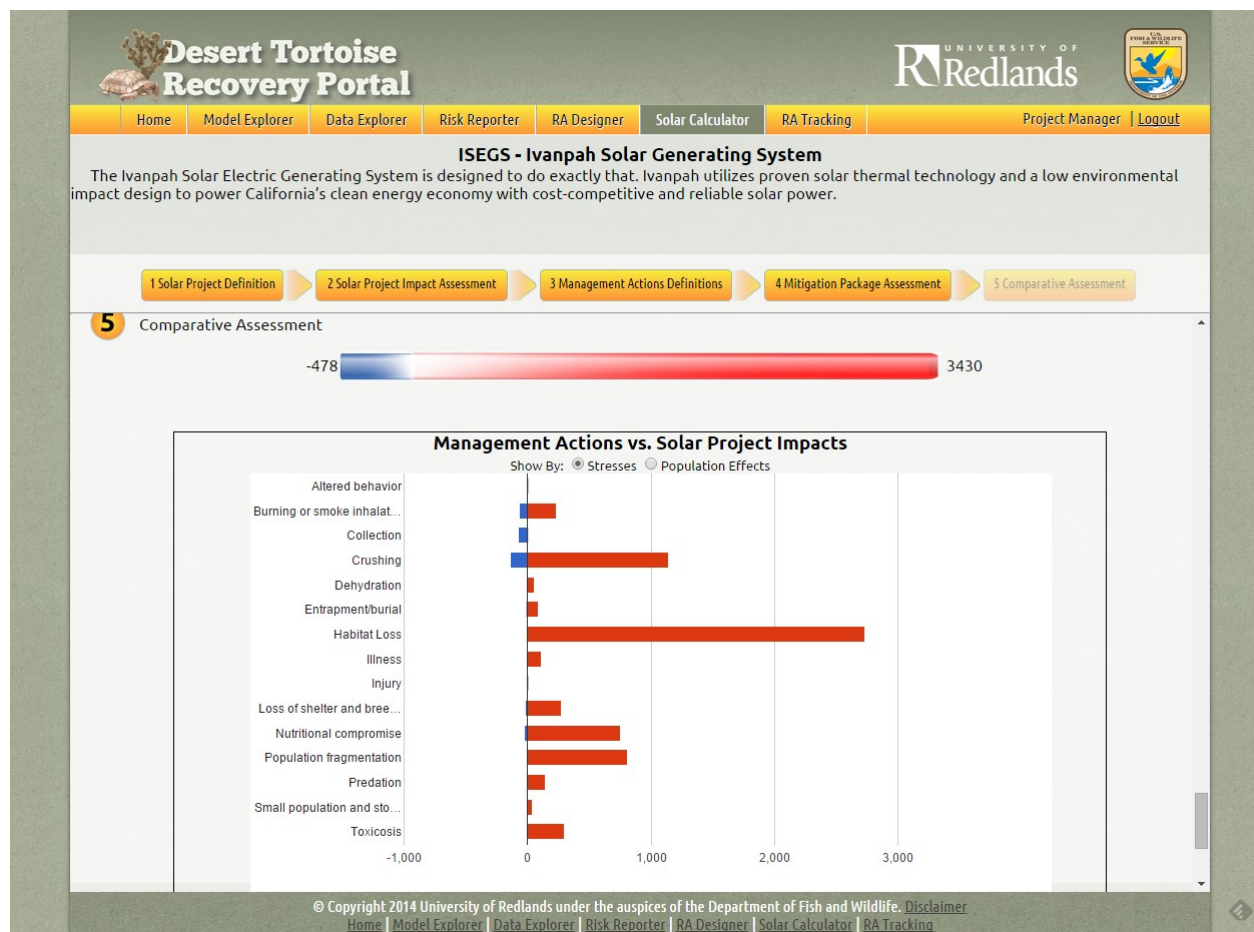 Desert Tortoise
Recovery Portal
UNIVERSITY OF
Redlands
U.S.
FISH & WILDLIFE
SERVICE
Home Model Explorer Data Explorer Risk Reporter RA Designer Solar Calculator RA Tracking Project Manager | Logout
ISEGS - Ivanpah Solar Generating System
The Ivanpah Solar Electric Generating System is designed to do exactly that. Ivanpah utilizes proven solar thermal technology and a low environmental
impact design to power California's clean energy economy with cost-competitive and reliable solar power.
1 Solar Project Definition 2 Solar Project Impact Assessment 3 Management Actions Definitions 4 Mitigation Package Assessment 5 Comparative Assessment
5 Comparative Assessment
-478 3430
Management Actions vs. Solar Project Impacts
Show By: Stresses Population Effects
Altered behavior
Burning or smoke inhalat...
Collection
Crushing
Dehydration
Entrapment/burial
Habitat Loss
Illness
Injury
Loss of shelter and bree...
Nutritional compromise
Population fragmentation
Predation
Small population and sto...
Toxicosis
-1,000 0 1,000 2,000 3,000
© Copyright 2014 University of Redlands under the auspices of the Department of Fish and Wildlife. Disclaimer
Home | Model Explorer | Data Explorer | Risk Reporter | RA Designer | Solar Calculator | RA Tracking